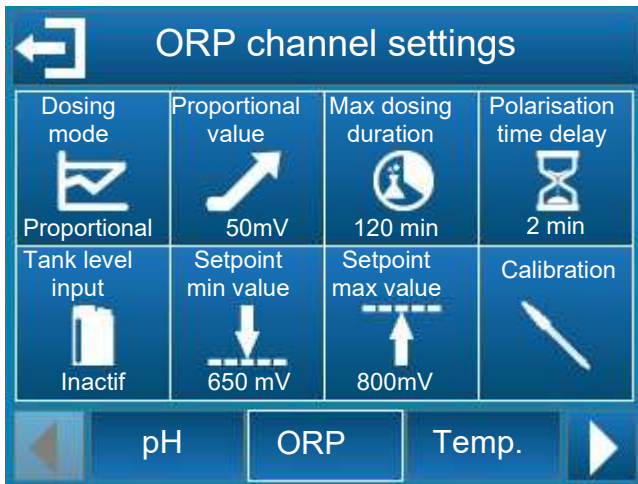 ORP channel settings
Dosing
mode
Proportional
Proportional
value
50mV
Max dosing
duration
120 min
Polarisation
time delay
2 min
Tank level
input
Inactif
Setpoint
min value
650 mV
Setpoint
max value
800mV
Calibration
pH
ORP
Temp.